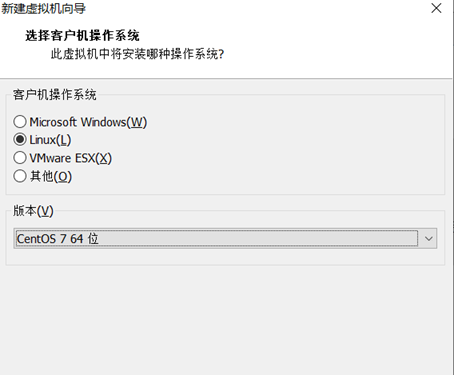 新建虚拟机向导
选择客户机操作系统
此虚拟机中将安装哪种操作系统?
客户机操作系统
Microsoft Windows(W)
Linux(L)
VMware ESX(X)
其他(O)
版本(V)
CentOS 7 64 位